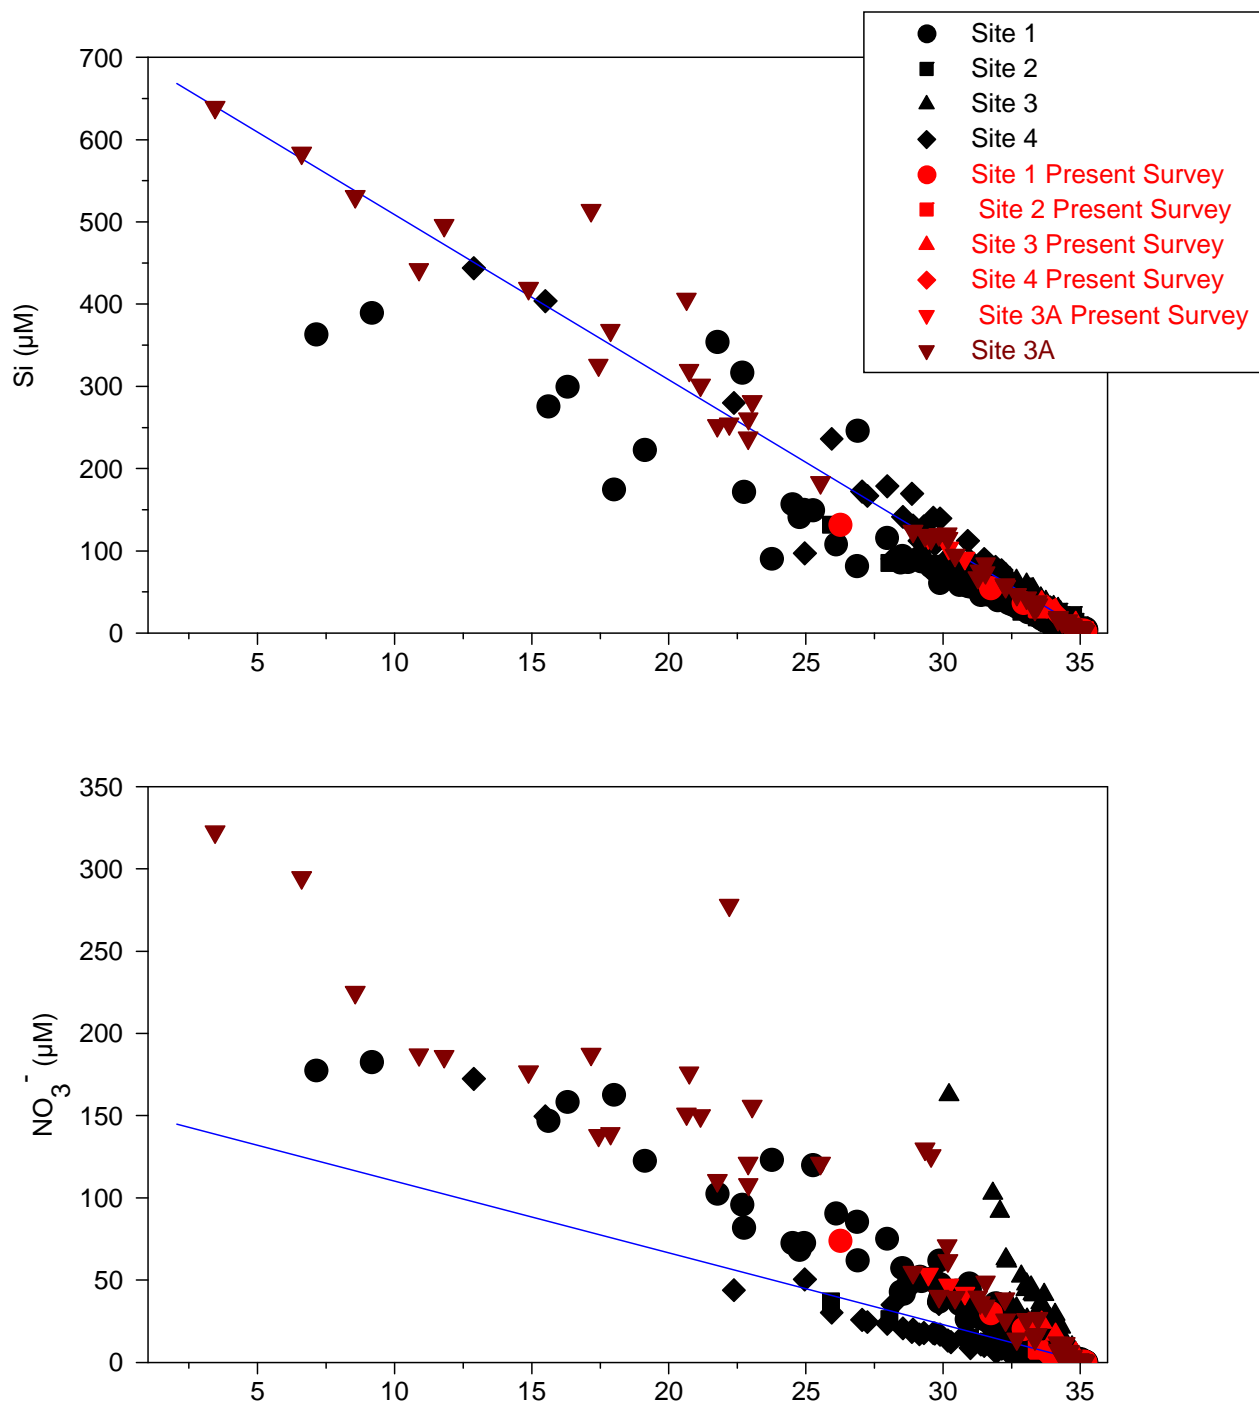 Site 1
Site 2
Site 3
Site 4
Site 1 Present Survey
Site 2 Present Survey
Site 3 Present Survey
Site 4 Present Survey
Site 3A Present Survey
Site 3A
Si (µM)
700
600
500
400
300
200
100
0
5 10 15 20 25 30 35
NO3- (µM)
350
300
250
200
150
100
50
0
5 10 15 20 25 30 35